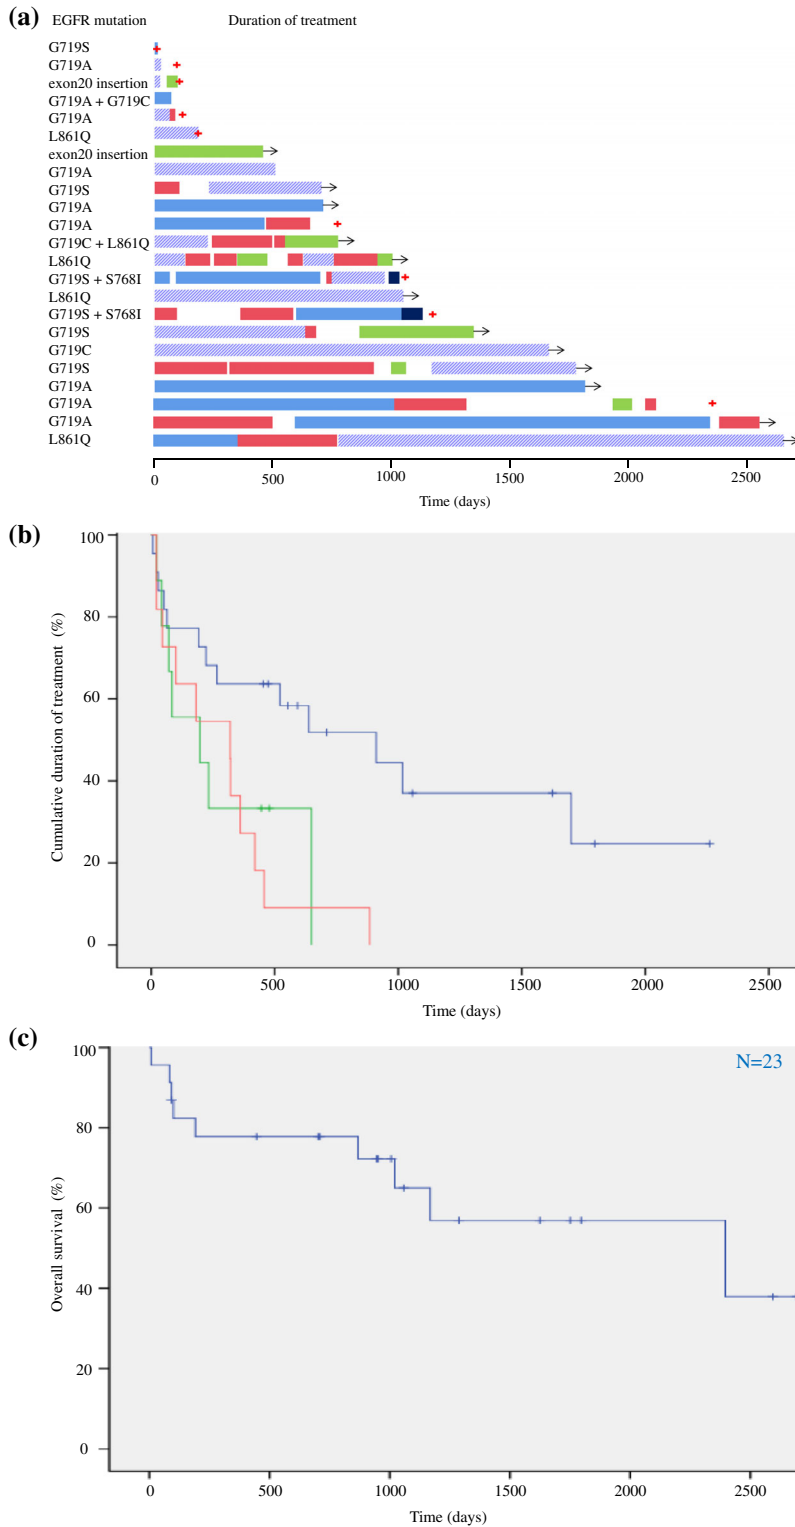 (a) EGFR mutation Duration of treatment
G719S
G719A
exon20 insertion
G719A + G719C
G719A
L861Q
exon20 insertion
G719A
G719S
G719A
G719A
G719C + L861Q
L861Q
G719S + S768I
L861Q
G719S + S768I
G719S
G719C
G719S
G719A
G719A
G719A
L861Q
0 500 1000 1500 2000 2500
Time (days)
(b)
Cumulative duration of treatment (%)
100
80
60
40
20
0
0 500 1000 1500 2000 2500
Time (days)
(c)
N=23
Overall survival (%)
100
80
60
40
20
0
0 500 1000 1500 2000 2500
Time (days)